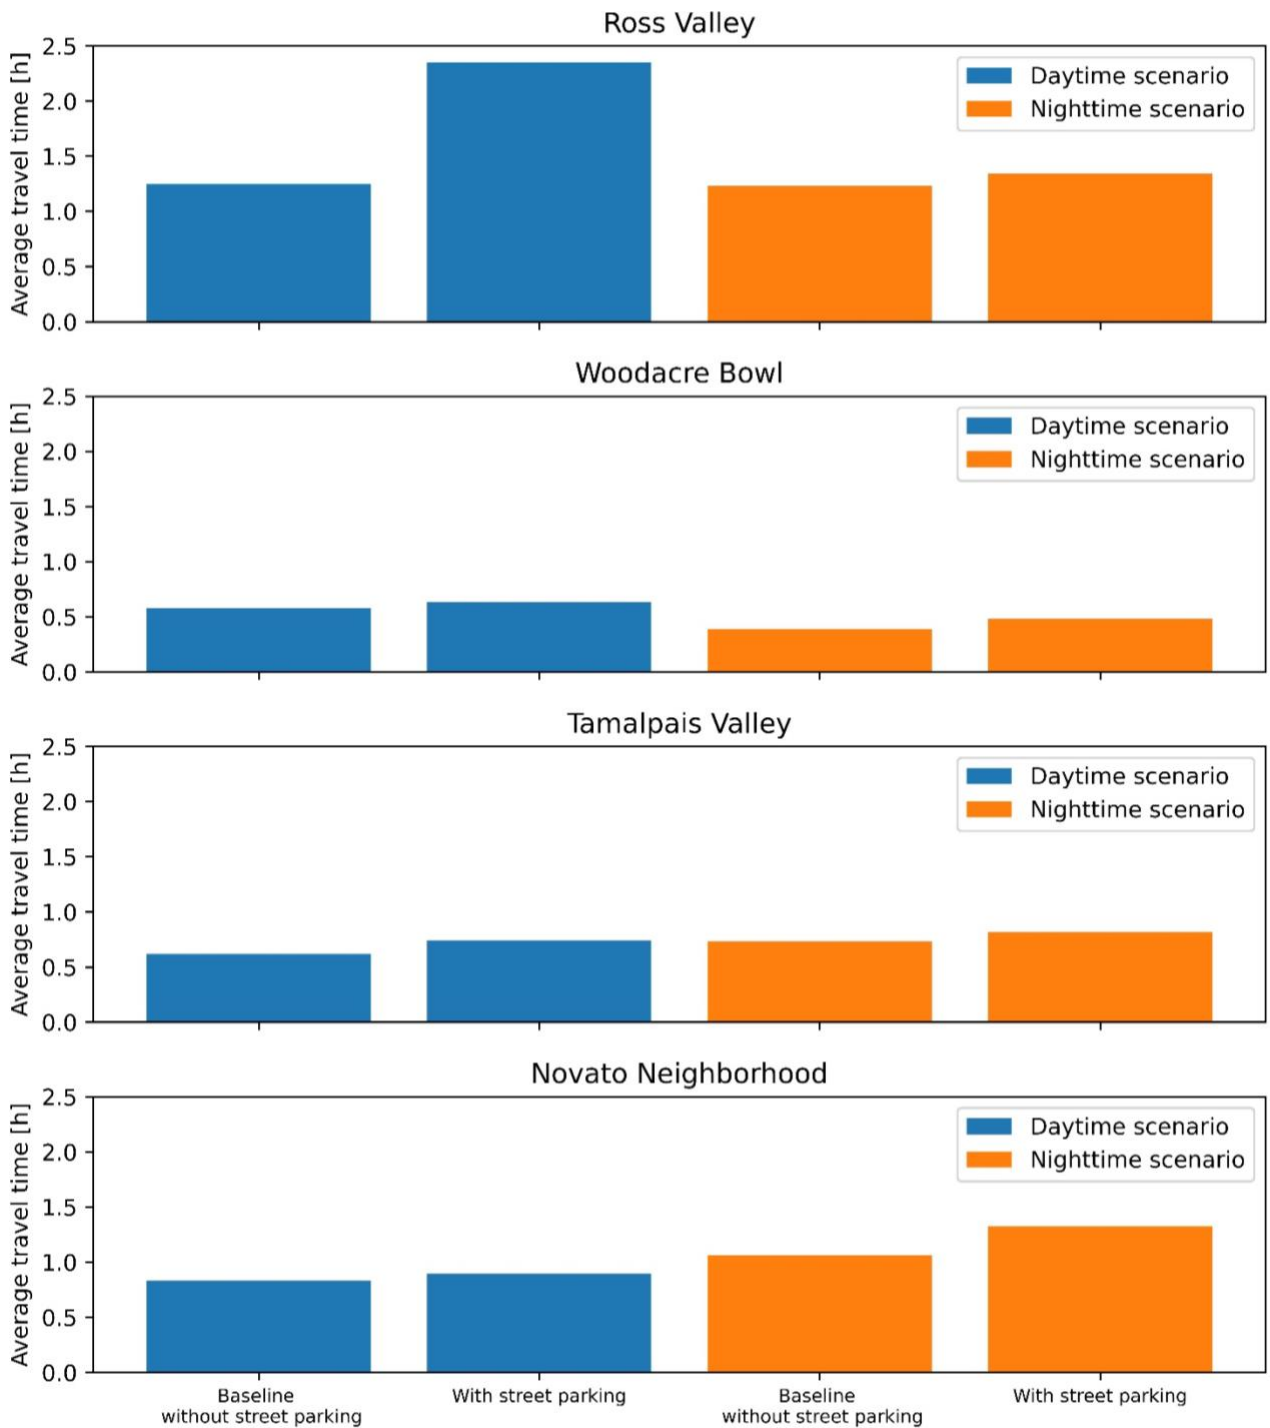 Ross Valley
Average travel time [h]
2.5
2.0
1.5
1.0
0.5
0.0
Daytime scenario
Nighttime scenario
Woodacre Bowl
Average travel time [h]
2.5
2.0
1.5
1.0
0.5
0.0
Daytime scenario
Nighttime scenario
Tamalpais Valley
Average travel time [h]
2.5
2.0
1.5
1.0
0.5
0.0
Daytime scenario
Nighttime scenario
Novato Neighborhood
Average travel time [h]
2.5
2.0
1.5
1.0
0.5
0.0
Daytime scenario
Nighttime scenario
Baseline
without street parking
With street parking
Baseline
without street parking
With street parking